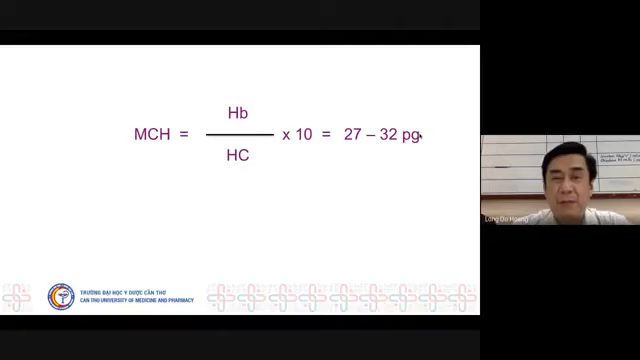 Hb
MCH = x 10 = 27 – 32 pg
HC
Long Do Hoang
TRƯỜNG ĐẠI HỌC Y DƯỢC CẦN THƠ
CAN THO UNIVERSITY OF MEDICINE AND PHARMACY